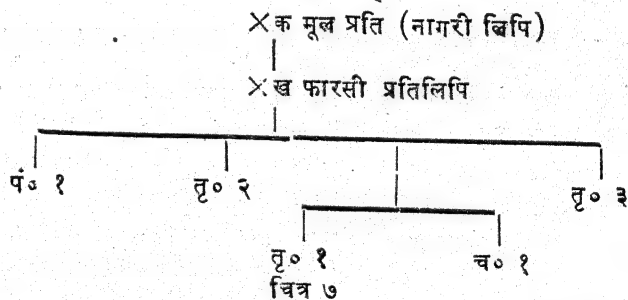 ×क मूल प्रति (नागरी लिपि)
×ख फारसी प्रतिलिपि
पं० १ तृ० २ तृ० ३
तृ० १ च० १
चित्र ७